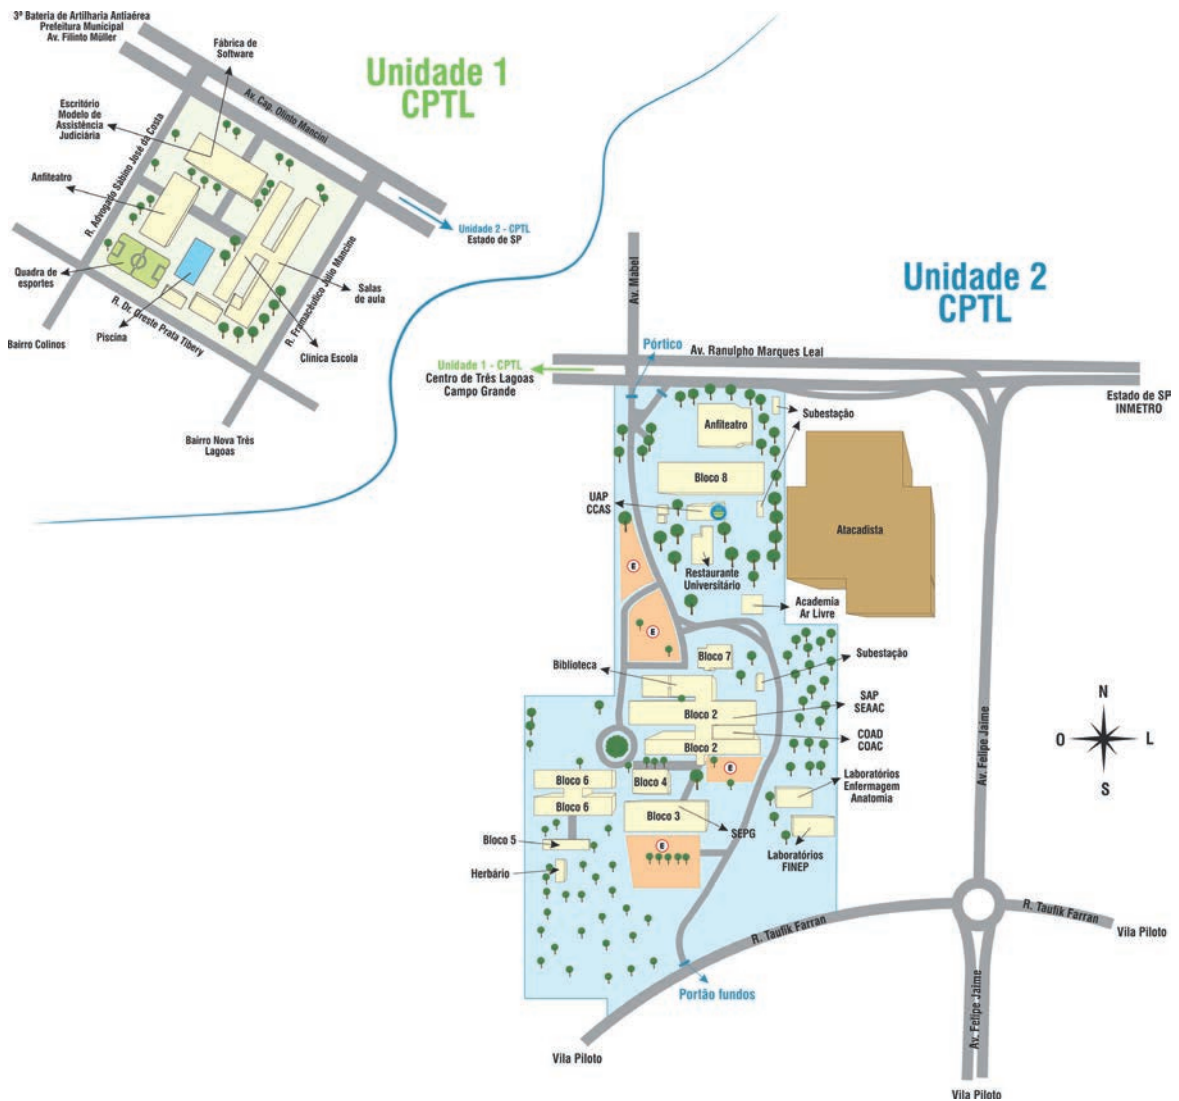 3ª Bateria de Artilharia Antiaérea
Prefeitura Municipal
Av. Filinto Müller
Fábrica de
Software
Unidade 1
CPTL
Av. Cap. Olinto Mancini
Escritório
Modelo de
Assistência
Judiciária
R. Advogado Sábino José da Costa
Anfiteatro
Unidade 2 - CPTL
Estado de SP
Quadra de
esportes
Salas
de aula
R. Framacêutico Júlio Mancine
R. Dr. Oreste Prata Tibery
Piscina
Bairro Colinos
Clínica Escola
Bairro Nova Três
Lagoas
Av. Mabel
Unidade 2
CPTL
Pórtico
Av. Ranulpho Marques Leal
Unidade 1 - CPTL
Centro de Três Lagoas
Campo Grande
Estado de SP
INMETRO
Subestação
Anfiteatro
Bloco 8
UAP
CCAS
Atacadista
E
Restaurante
Universitário
Academia
Ar Livre
E
Bloco 7
Subestação
Biblioteca
SAP
SEAAC
Bloco 2
COAD
COAC
Bloco 2
N
O
L
S
Av. Felipe Jaime
E
Bloco 6
Bloco 4
Laboratórios
Enfermagem
Anatomia
Bloco 6
Bloco 3
SEPG
Bloco 5
E
Laboratórios
FINEP
Herbário
R. Taufik Farran
R. Taufik Farran
Vila Piloto
Portão fundos
Av. Felipe Jaime
Vila Piloto
Vila Piloto